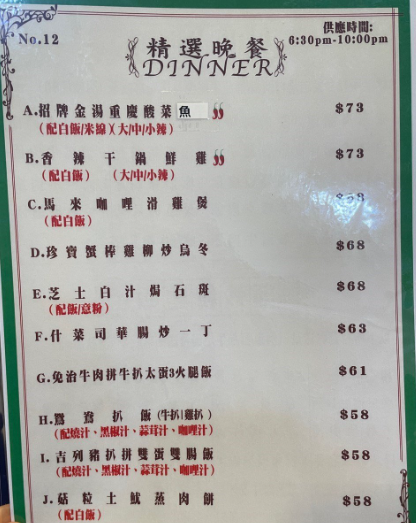 No.12
精選晚餐
DINNER
供應時間:
6:30pm-10:00pm
A.招牌金湯重慶酸菜魚 $73
(配白飯/米線)(大/中/小辣)
B.香辣干鍋鮮雞 $73
(配白飯) (大/中/小辣)
C.馬來咖哩滑雞煲
(配白飯)
D.珍寶蟹棒雞柳炒烏冬 $68
E.芝士白汁焗石斑 $68
(配飯/意粉)
F.什菜司華腸炒一丁 $63
G.免治牛肉拼牛扒太蛋3火腿飯 $61
H.鴛鴦扒飯(牛扒|雞扒) $58
(配燒汁、黑椒汁、蒜茸汁、咖哩汁)
I.吉列豬扒拼雙蛋雙腸飯 $58
(配燒汁、黑椒汁、蒜茸汁、咖哩汁)
J.菇粒土魷蒸肉餅 $58
(配白飯)